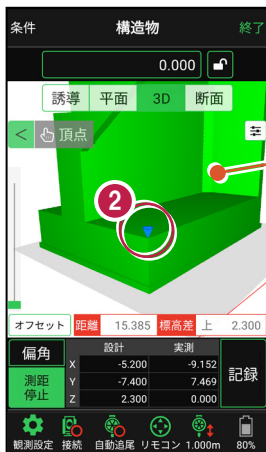 条件 構造物 終了
0.000
誘導 平面 3D 断面
< 頂点
2
オフセット 距離 15.385 標高差 上 2.300
偏角 設計 実測
X -5.200 -9.152
測距停止 Y -7.400 7.469 記録
Z 2.300 0.000
観測設定 接続 自動追尾 リモコン 1.000m 80%